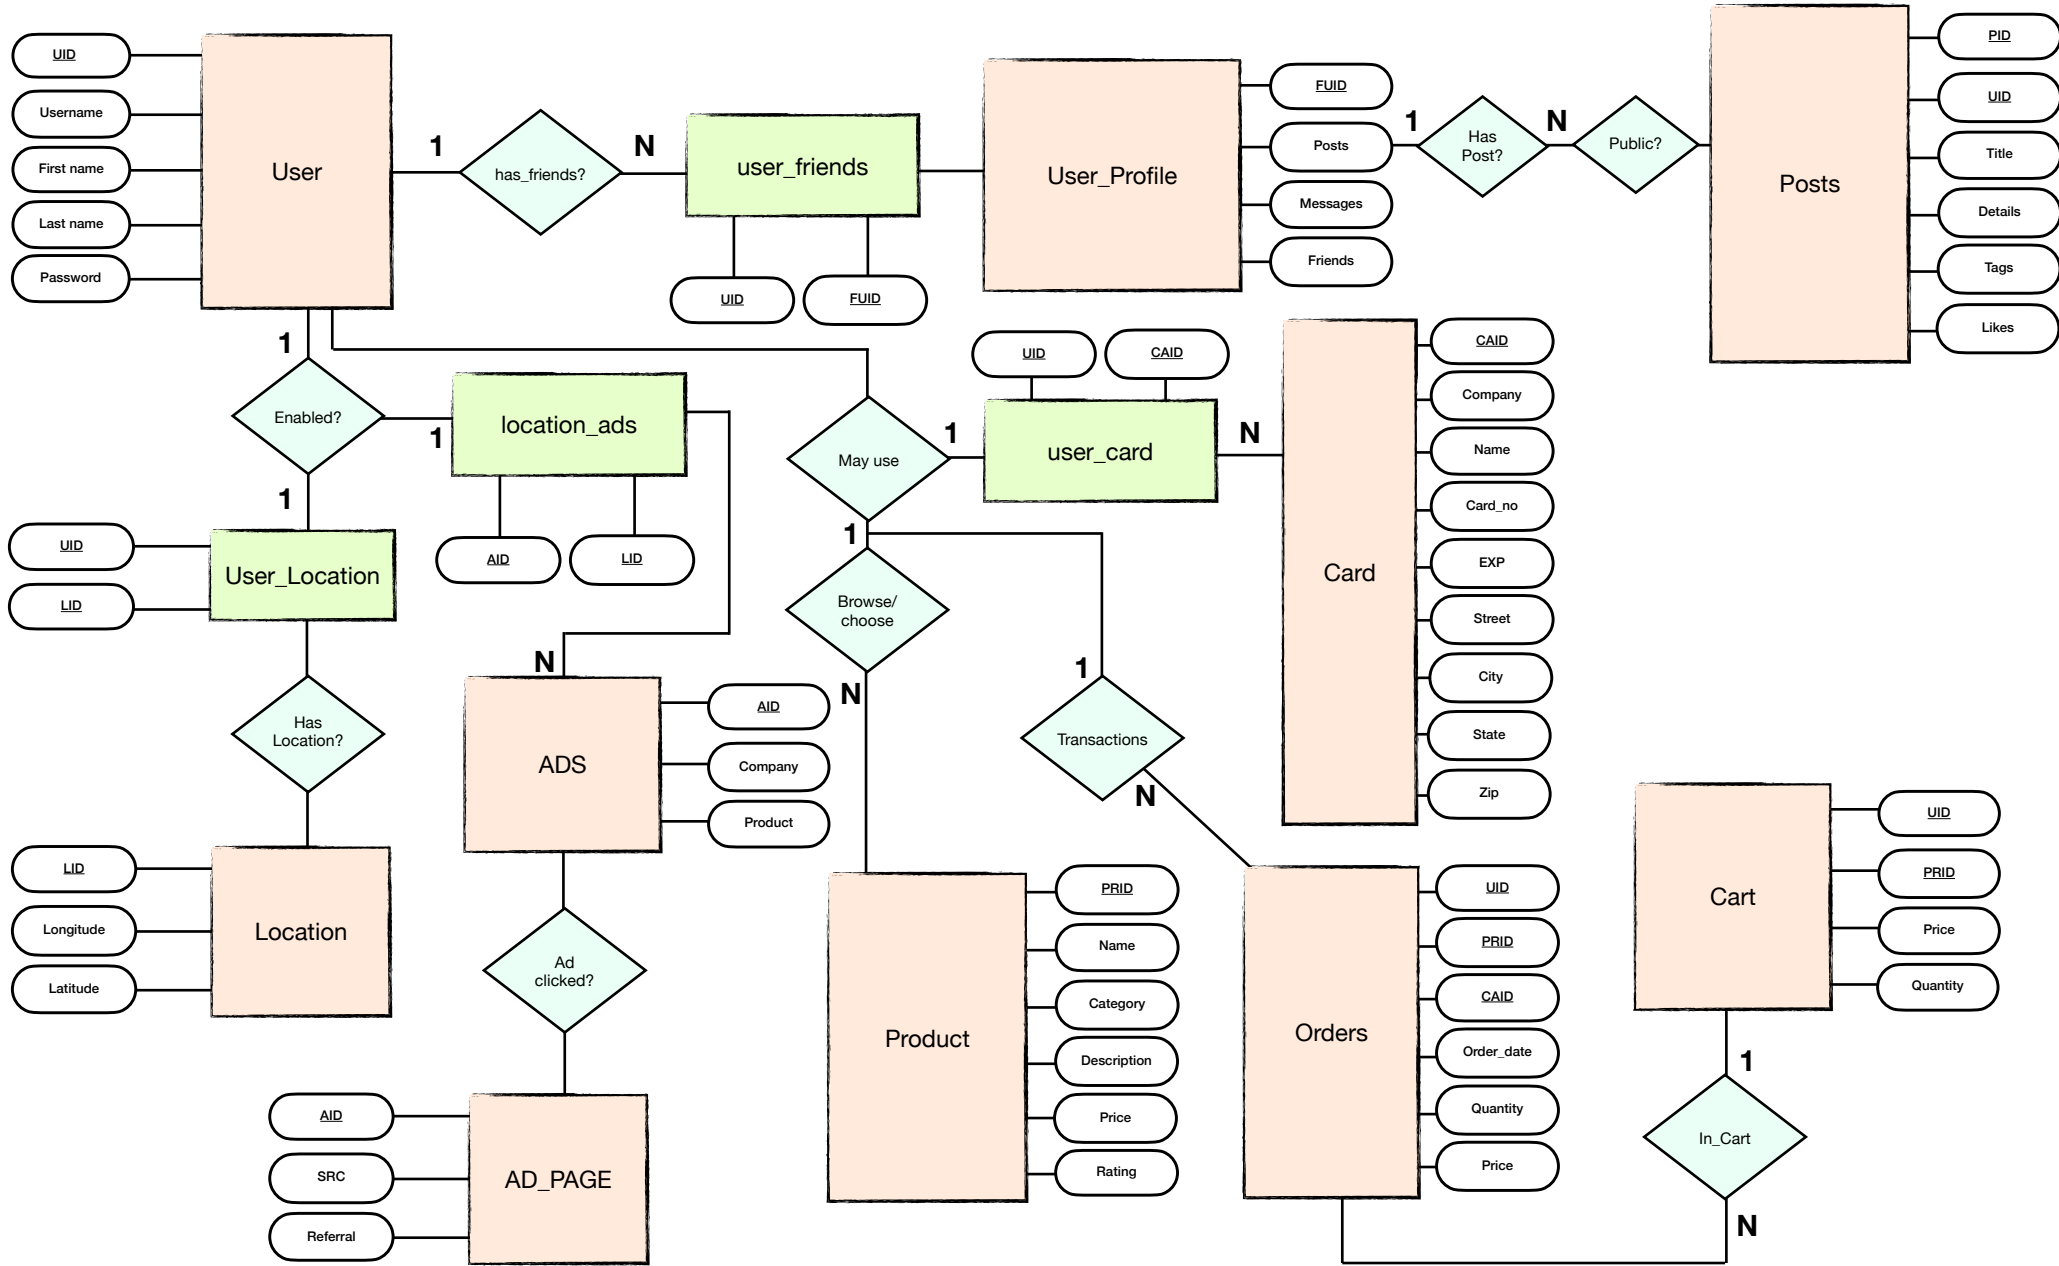 UID
Username
First name
Last name
Password
User
1
has_friends?
N
user_friends
UID
FUID
User_Profile
FUID
Posts
Messages
Friends
1
Has
Post?
N
Public?
Posts
PID
UID
Title
Details
Tags
Likes
1
Enabled?
1
1
location_ads
AID
LID
UID
LID
User_Location
Has
Location?
LID
Longitude
Latitude
Location
N
ADS
AID
Company
Product
Ad
clicked?
AID
SRC
Referral
AD_PAGE
May use
1
UID
CAID
user_card
N
Card
CAID
Company
Name
Card_no
EXP
Street
City
State
Zip
1
Browse/
choose
N
1
Transactions
N
Product
PRID
Name
Category
Description
Price
Rating
Orders
UID
PRID
CAID
Order_date
Quantity
Price
Cart
UID
PRID
Price
Quantity
1
In_Cart
N